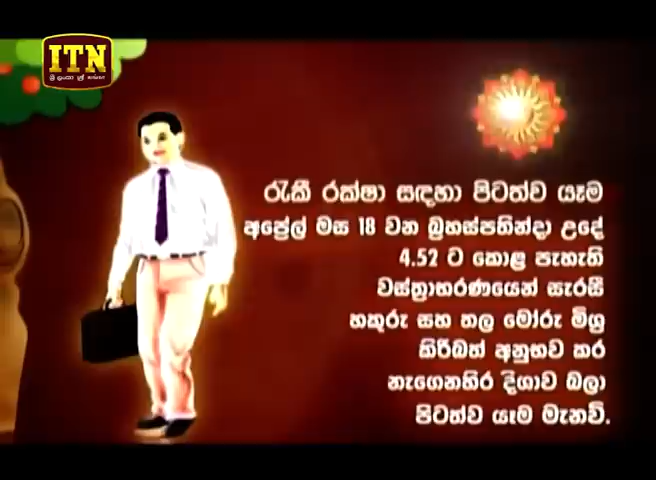 ITN
රැකී රක්ෂා සඳහා පිටත්ව යෑම
අප්‍රේල් මස 18 වන බ්‍රහස්පතින්දා උදේ
4.52 ට කොළ පැහැති
වස්ත්‍රාභරණයෙන් සැරසී
හකුරු සහ තල මෝරු මිශ්‍ර
කිරිබත් අනුභව කර
නැගෙනහිර දිශාව බලා
පිටත්ව යෑම මැනවි.